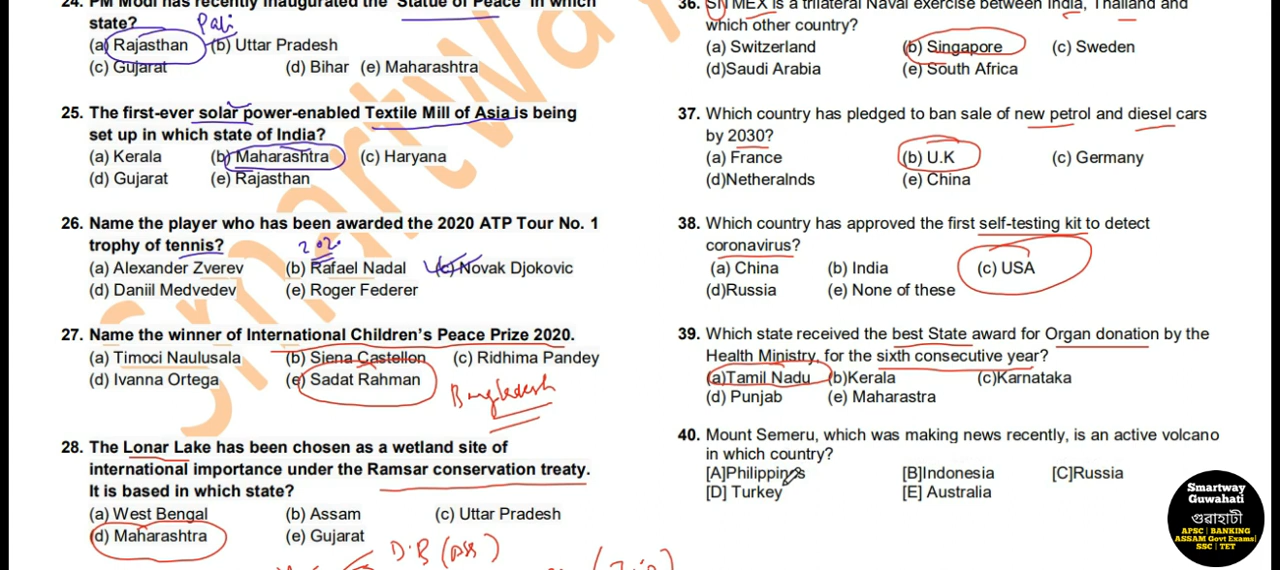 24. PM Modi has recently inaugurated the 'Statue of Peace' in which
state? Pali
(a) Rajasthan (b) Uttar Pradesh
(c) Gujarat (d) Bihar (e) Maharashtra
25. The first-ever solar power-enabled Textile Mill of Asia is being
set up in which state of India?
(a) Kerala (b) Maharashtra (c) Haryana
(d) Gujarat (e) Rajasthan
26. Name the player who has been awarded the 2020 ATP Tour No. 1
trophy of tennis? 2020
(a) Alexander Zverev (b) Rafael Nadal (c) Novak Djokovic
(d) Daniil Medvedev (e) Roger Federer
27. Name the winner of International Children's Peace Prize 2020.
(a) Timoci Naulusala (b) Siena Castellon (c) Ridhima Pandey
(d) Ivanna Ortega (e) Sadat Rahman
Bangladesh
28. The Lonar Lake has been chosen as a wetland site of
international importance under the Ramsar conservation treaty.
It is based in which state?
(a) West Bengal (b) Assam (c) Uttar Pradesh
(d) Maharashtra (e) Gujarat
D.B
36. SITMEX is a trilateral Naval exercise between India, Thailand and
which other country?
(a) Switzerland (b) Singapore (c) Sweden
(d)Saudi Arabia (e) South Africa
37. Which country has pledged to ban sale of new petrol and diesel cars
by 2030?
(a) France (b) U.K (c) Germany
(d)Netheralnds (e) China
38. Which country has approved the first self-testing kit to detect
coronavirus?
(a) China (b) India (c) USA
(d)Russia (e) None of these
39. Which state received the best State award for Organ donation by the
Health Ministry, for the sixth consecutive year?
(a)Tamil Nadu (b)Kerala (c)Karnataka
(d) Punjab (e) Maharastra
40. Mount Semeru, which was making news recently, is an active volcano
in which country?
[A]Philippines [B]Indonesia [C]Russia
[D] Turkey [E] Australia
Smartway
Smartway
Guwahati
গুৱাহাটী
APSC | BANKING
ASSAM Govt Exams|
SSC | TET